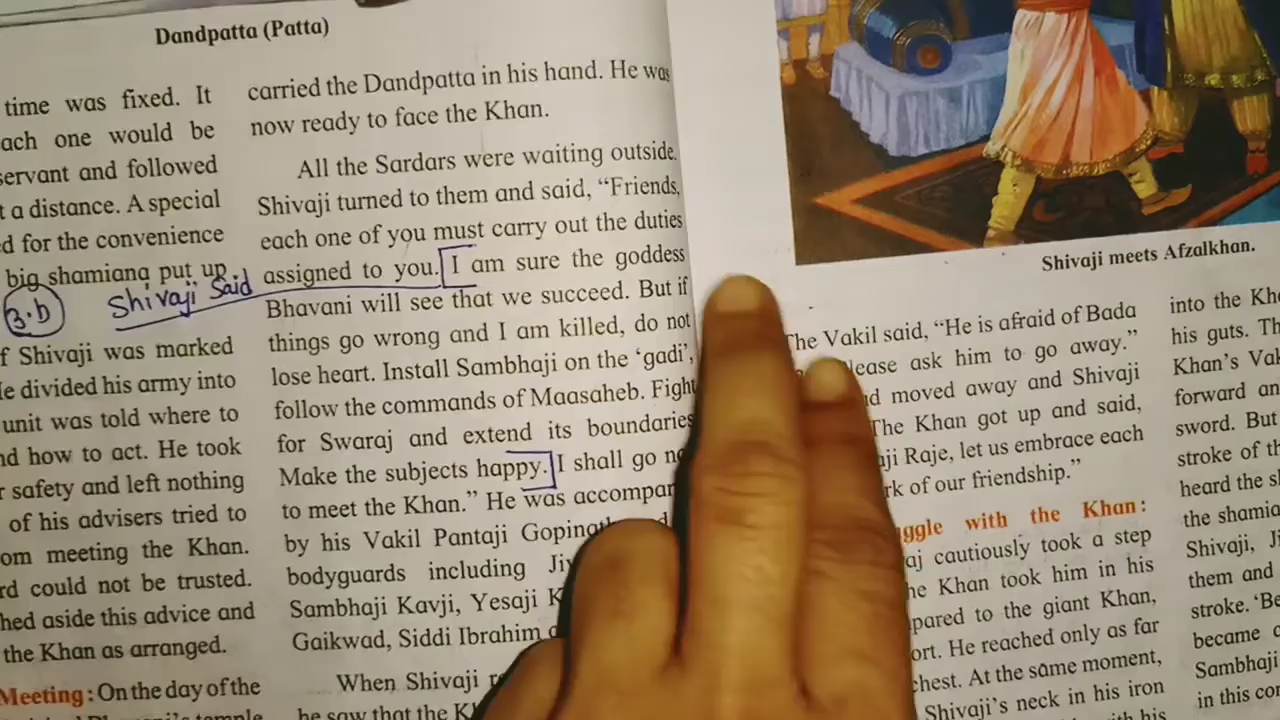 Dandpatta (Patta)
time was fixed. It
ach one would be
servant and followed
t a distance. A special
d for the convenience
big shamiana put up.
3.b
Shivaji Said
f Shivaji was marked
He divided his army into
unit was told where to
nd how to act. He took
r safety and left nothing
of his advisers tried to
om meeting the Khan.
rd could not be trusted.
hed aside this advice and
the Khan as arranged.
Meeting: On the day of the
temple
carried the Dandpatta in his hand. He was
now ready to face the Khan.
All the Sardars were waiting outside.
Shivaji turned to them and said, “Friends,
each one of you must carry out the duties
assigned to you. I am sure the goddess
Bhavani will see that we succeed. But if
things go wrong and I am killed, do not
lose heart. Install Sambhaji on the ‘gadi’,
follow the commands of Maasaheb. Fight
for Swaraj and extend its boundaries
Make the subjects happy. I shall go
to meet the Khan.” He was accompan
by his Vakil Pantaji Gopinath
bodyguards including Jiv
Sambhaji Kavji, Yesaji K
Gaikwad, Siddi Ibrahim
When Shivaji
he saw that the K
Shivaji meets Afzalkhan.
The Vakil said, “He is afraid of Bada
lease ask him to go away.”
d moved away and Shivaji
The Khan got up and said,
ji Raje, let us embrace each
rk of our friendship.”
ggle with the Khan:
aj cautiously took a step
he Khan took him in his
pared to the giant Khan,
ort. He reached only as far
chest. At the same moment,
Shivaji’s neck in his iron
with his
into the Kh
his guts. Th
Khan’s Vak
forward an
sword. But
stroke of th
heard the s
the shamia
Shivaji, Ji
them and
stroke. ‘Be
became
Sambhaji
in this co